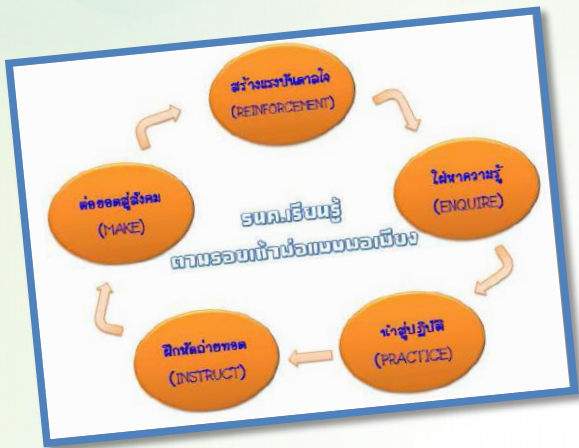 สร้างแรงบันดาลใจ
(REINFORCEMENT)
ใฝ่หาความรู้
(ENQUIRE)
นำสู่ปฏิบัติ
(PRACTICE)
ฝึกหัดถ่ายทอด
(INSTRUCT)
ต่อยอดสู่สังคม
(MAKE)
ธนค.เรียนรู้
ตามรอยเท้าพ่อแบบพอเพียง